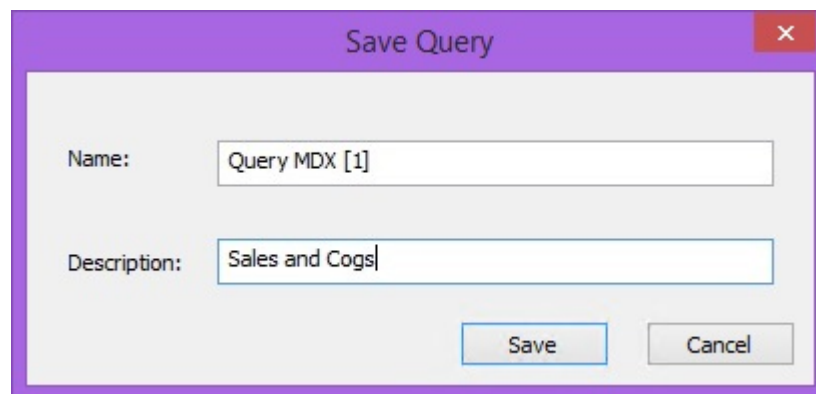 Save Query
Name: Query MDX [1]
Description: Sales and Cogs
Save Cancel